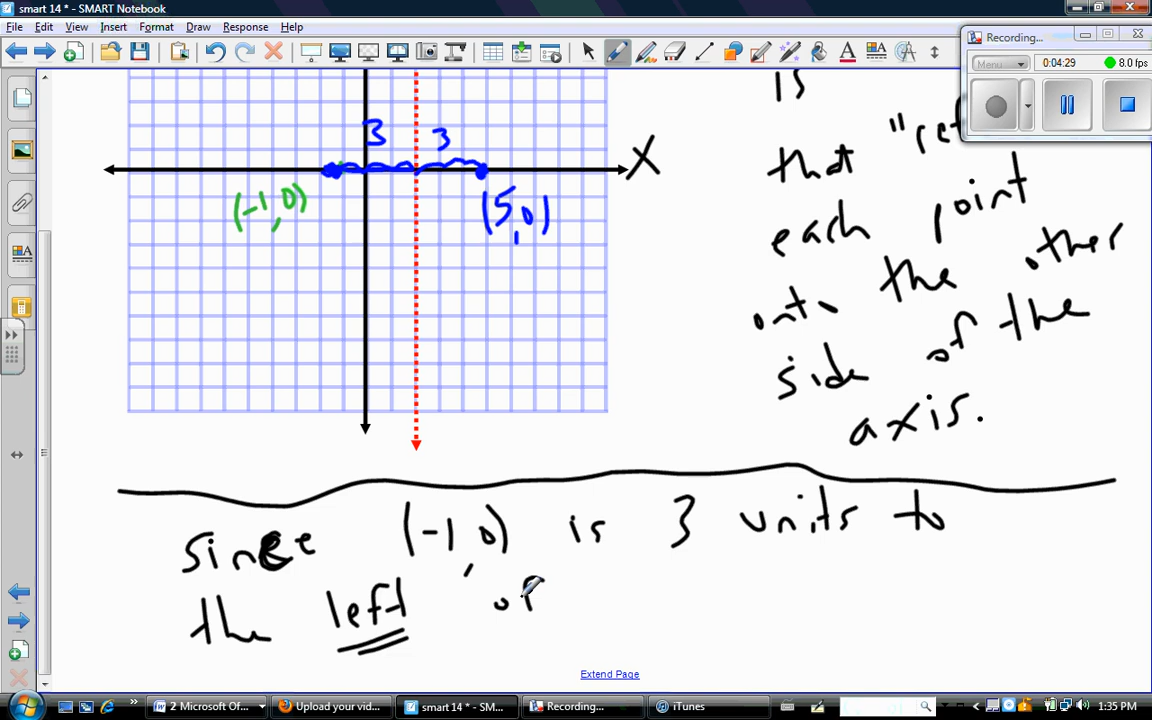 smart 14 * - SMART Notebook
File Edit View Insert Format Draw Response Help
Recording...
Menu
00:04:29
8.0 fps
is
that "ref
each point
onto the other
side of the
axis.
3 3
X
(-1,0)
(5,0)
since (-1,0) is 3 units to
the left of
Extend Page
2 Microsoft Of...
Upload your vid...
smart 14 * - SM...
Recording...
iTunes
1:35 PM